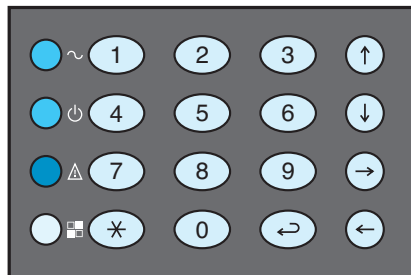 ~ 1 2 3 ↑
⏻ 4 5 6 ↓
⚠ 7 8 9 →
* 0 ↵ ←